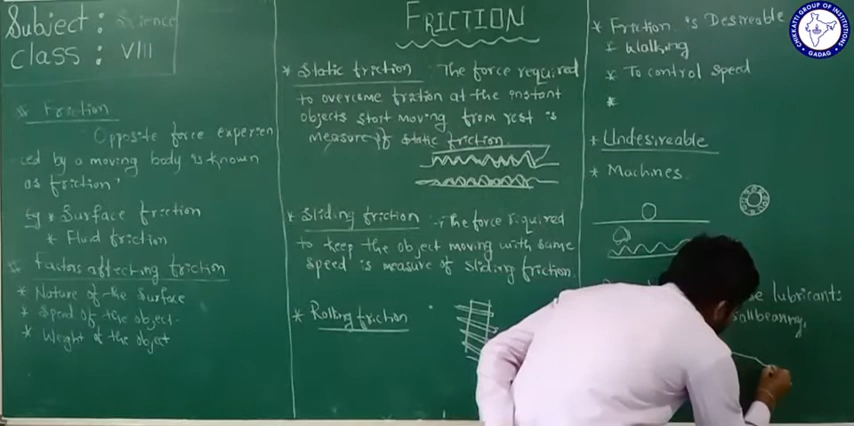 Subject: Science
Class: VIII
* Friction
Opposite force experien
ced by a moving body is known
as friction'
Eg * Surface friction
* Fluid friction
* Factors affecting friction
* Nature of the Surface
* Speed of the object.
* Weght of the object
FRICTION
* Static friction : The force required
to overcome fration at the instant
objects start moving from rest is
measure of static friction
* Sliding friction :- The force required
to keep the object moving with same
speed is measure of sliding friction.
* Rolling friction
* Friction is Desireable
* Walking
* To control speed
*
* Undesireable
* Machines.
lubricants
ballbearing,
CHIKKATTI GROUP OF INSTITUTIONS
GADAG